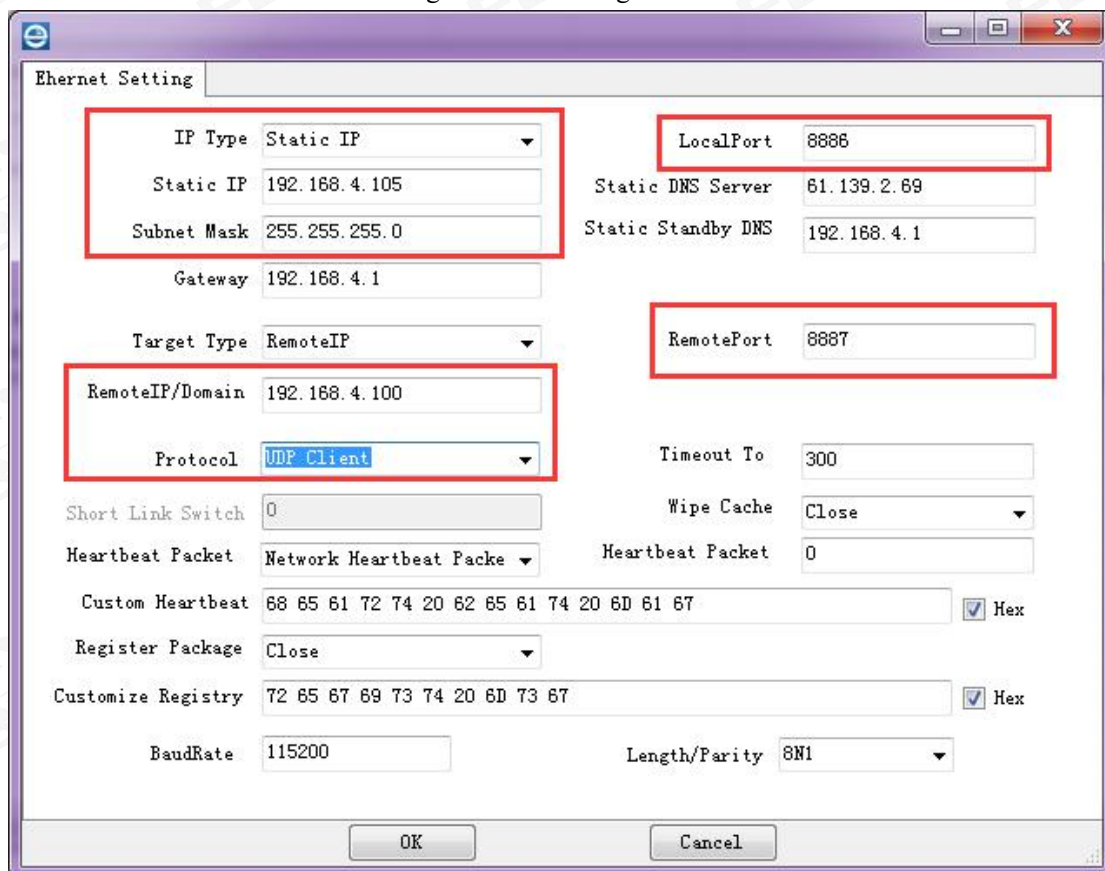 Ehernet Setting
IP Type Static IP
LocalPort 8886
Static IP 192.168.4.105
Static DNS Server 61.139.2.69
Subnet Mask 255.255.255.0
Static Standby DNS 192.168.4.1
Gateway 192.168.4.1
Target Type RemoteIP
RemotePort 8887
RemoteIP/Domain 192.168.4.100
Protocol UDP Client
Timeout To 300
Short Link Switch 0
Wipe Cache Close
Heartbeat Packet Network Heartbeat Packe
Heartbeat Packet 0
Custom Heartbeat 68 65 61 72 74 20 62 65 61 74 20 6D 61 67
Hex
Register Package Close
Customize Registry 72 65 67 69 73 74 20 6D 73 67
Hex
BaudRate 115200
Length/Parity 8N1
OK
Cancel